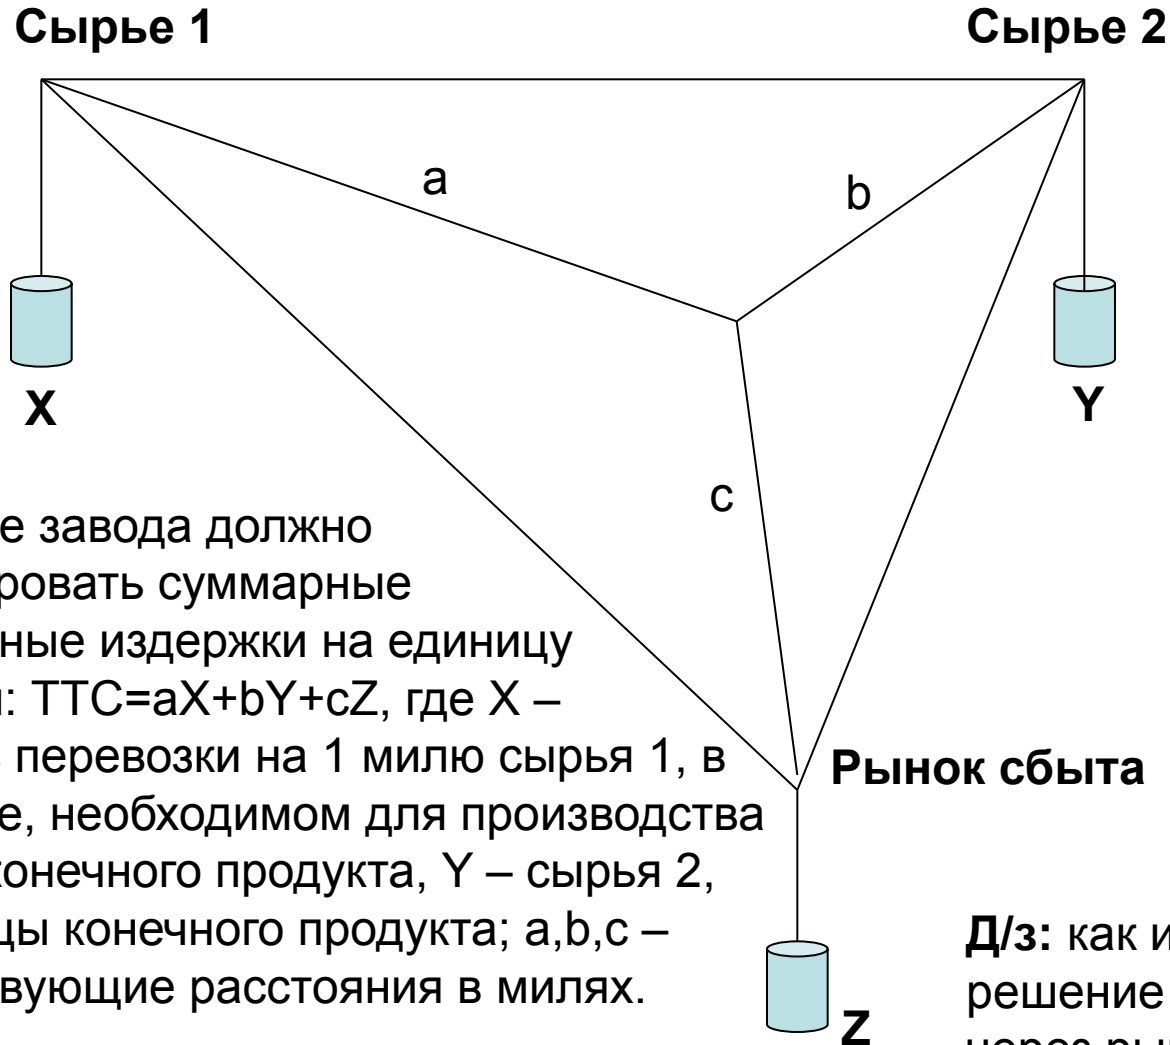 Сырье 1
Сырье 2
a
b
X
Y
c
е завода должно
ровать суммарные
ные издержки на единицу
: TTC=aX+bY+cZ, где X –
перевозки на 1 милю сырья 1, в
е, необходимом для производства
конечного продукта, Y – сырья 2,
цы конечного продукта; a,b,c –
вующие расстояния в милях.
Рынок сбыта
Д/з: как и
решение
Z